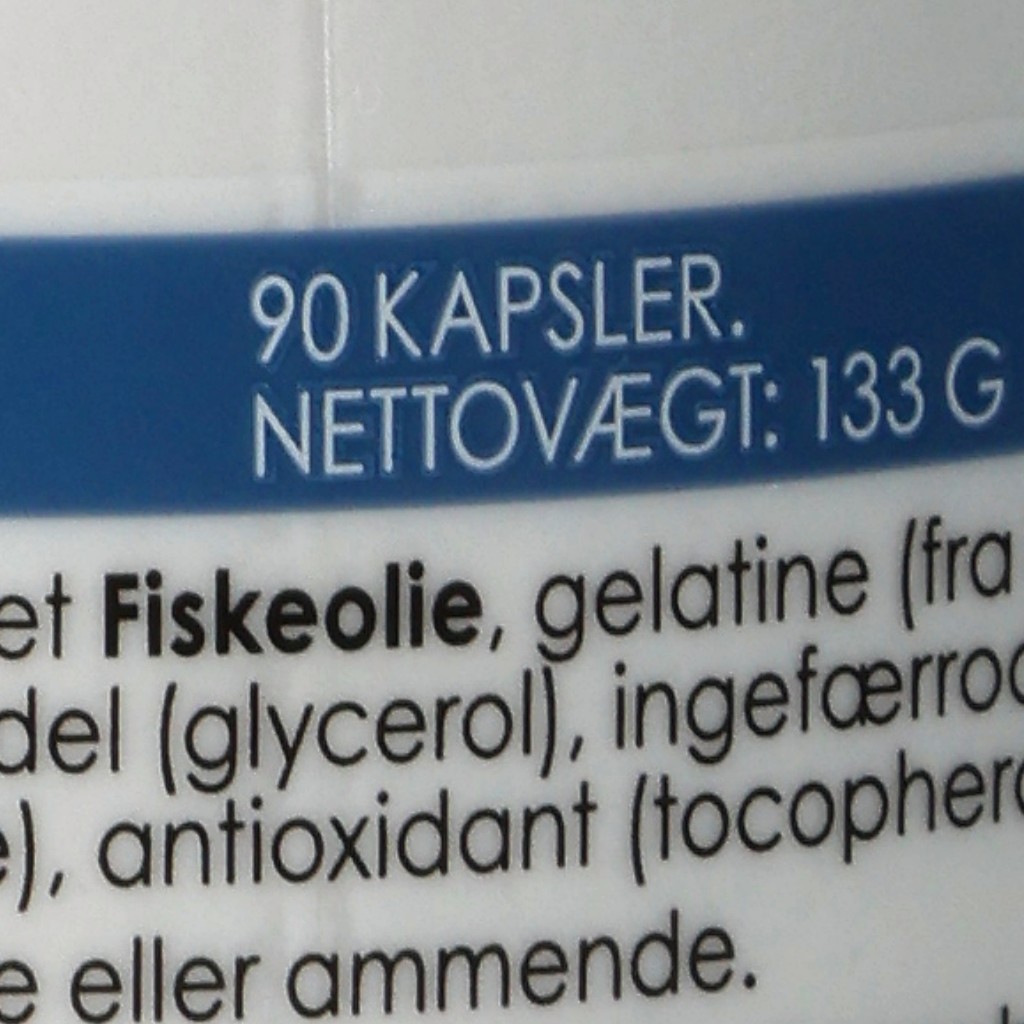 90 KAPSLER.
NETTOVÆGT: 133 G
et Fiskeolie, gelatine (fra
del (glycerol), ingefærro
e), antioxidant (tocopher
e eller ammende.